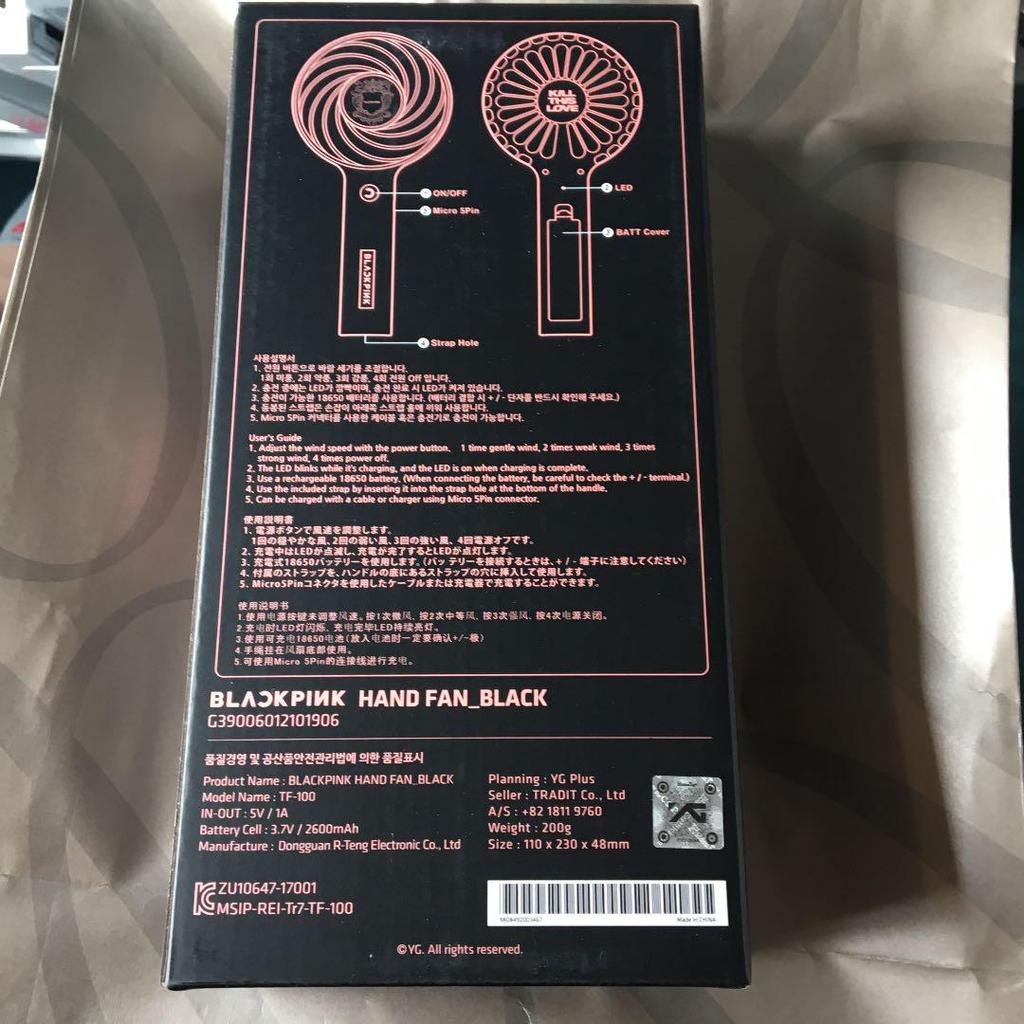 KILL
THIS
LOVE
1 ON/OFF
2 LED
5 Micro 5Pin
3 BATT Cover
BLACKPINK
4 Strap Hole
사용설명서
1. 전원 버튼으로 바람 세기를 조절합니다.
1회 미풍, 2회 약풍, 3회 강풍, 4회 전원 Off 입니다.
2. 충전 중에는 LED가 깜빡이며, 충전 완료 시 LED가 켜져 있습니다.
3. 충전이 가능한 18650 배터리를 사용합니다. (배터리 결합 시 + / - 단자를 반드시 확인해 주세요.)
4. 동봉된 스트랩은 손잡이 아래쪽 스트랩 홀에 끼워 사용합니다.
5. Micro 5Pin 커넥터를 사용한 케이블 혹은 충전기로 충전이 가능합니다.
User's Guide
1. Adjust the wind speed with the power button. 1 time gentle wind, 2 times weak wind, 3 times
strong wind, 4 times power off.
2. The LED blinks while it's charging, and the LED is on when charging is complete.
3. Use a rechargeable 18650 battery. (When connecting the battery, be careful to check the + / - terminal.)
4. Use the included strap by inserting it into the strap hole at the bottom of the handle.
5. Can be charged with a cable or charger using Micro 5Pin connector.
使用説明書
1. 電源ボタンで風速を調整します。
1回の穏やかな風、2回の弱い風、3回の強い風、4回電源オフです。
2. 充電中はLEDが点滅し、充電が完了するとLEDが点灯します。
3. 充電式18650バッテリーを使用します。(バッテリーを接続するときは、+ / - 端子に注意してください)
4. 付属のストラップを、ハンドルの底にあるストラップの穴に挿入して使用します。
5. Micro5Pinコネクタを使用したケーブルまたは充電器で充電することができます。
使用说明书
1.使用电源按键来调整风速。按1次微风、按2次中等风、按3次强风、按4次电源关闭。
2.充电时LED灯闪烁、充电完毕LED持续亮灯。
3.使用可充电18650电池(放入电池时一定要确认+/-极)
4.手绳挂在风扇底部使用。
5.可使用Micro 5Pin的连接线进行充电。
BLACKPINK HAND FAN_BLACK
G39006012101906
품질경영 및 공산품안전관리법에 의한 품질표시
Product Name : BLACKPINK HAND FAN_BLACK
Model Name : TF-100
IN-OUT : 5V / 1A
Battery Cell : 3.7V / 2600mAh
Manufacture : Dongguan R-Teng Electronic Co., Ltd
Planning : YG Plus
Seller : TRADIT Co., Ltd
A/S : +82 1811 9760
Weight : 200g
Size : 110 x 230 x 48mm
YG
ZU10647-17001
MSIP-REI-Tr7-TF-100
Made in CHINA
©YG. All rights reserved.